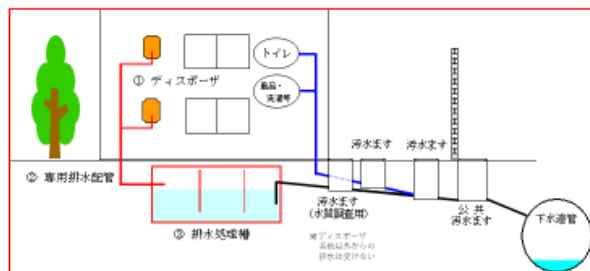 トイレ
① ディスポーザ
風呂・
洗濯等
汚水ます
汚水ます
② 専用排水配管
汚水ます
(水質調査用)
公共
汚水ます
下水道管
③ 排水処理槽
※ディスポーザ
系統以外からの
排水は受けない